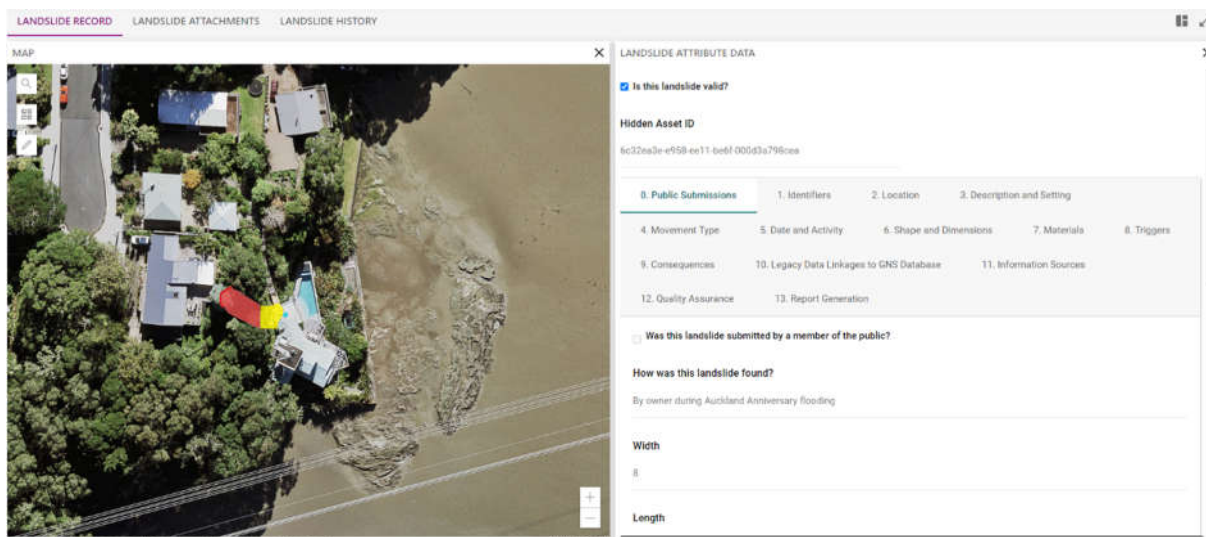 LANDSLIDE RECORD LANDSLIDE ATTACHMENTS LANDSLIDE HISTORY
MAP
LANDSLIDE ATTRIBUTE DATA
Is this landslide valid?
Hidden Asset ID
6c32ea3e-e958-ee11-be6f-000d3a798cea
0. Public Submissions 1. Identifiers 2. Location 3. Description and Setting
4. Movement Type 5. Date and Activity 6. Shape and Dimensions 7. Materials 8. Triggers
9. Consequences 10. Legacy Data Linkages to GNS Database 11. Information Sources
12. Quality Assurance 13. Report Generation
Was this landslide submitted by a member of the public?
How was this landslide found?
By owner during Auckland Anniversary flooding
Width
8
Length